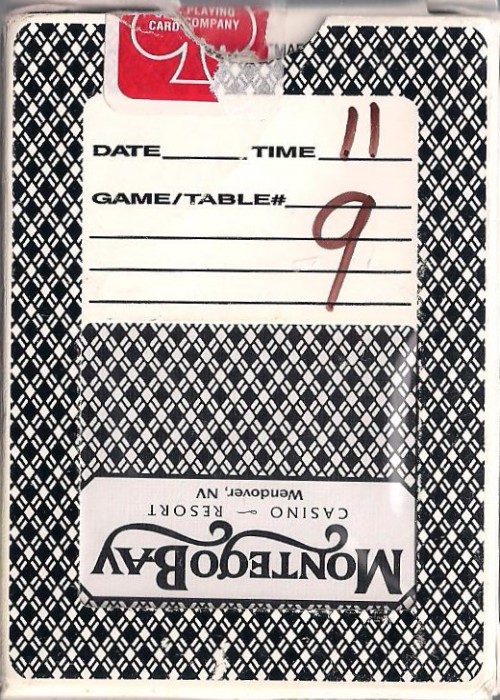 PLAYING
CARD COMPANY
DATE TIME 11
GAME/TABLE# 9
MONTEGO BAY
CASINO ~ RESORT
Wendover, NV